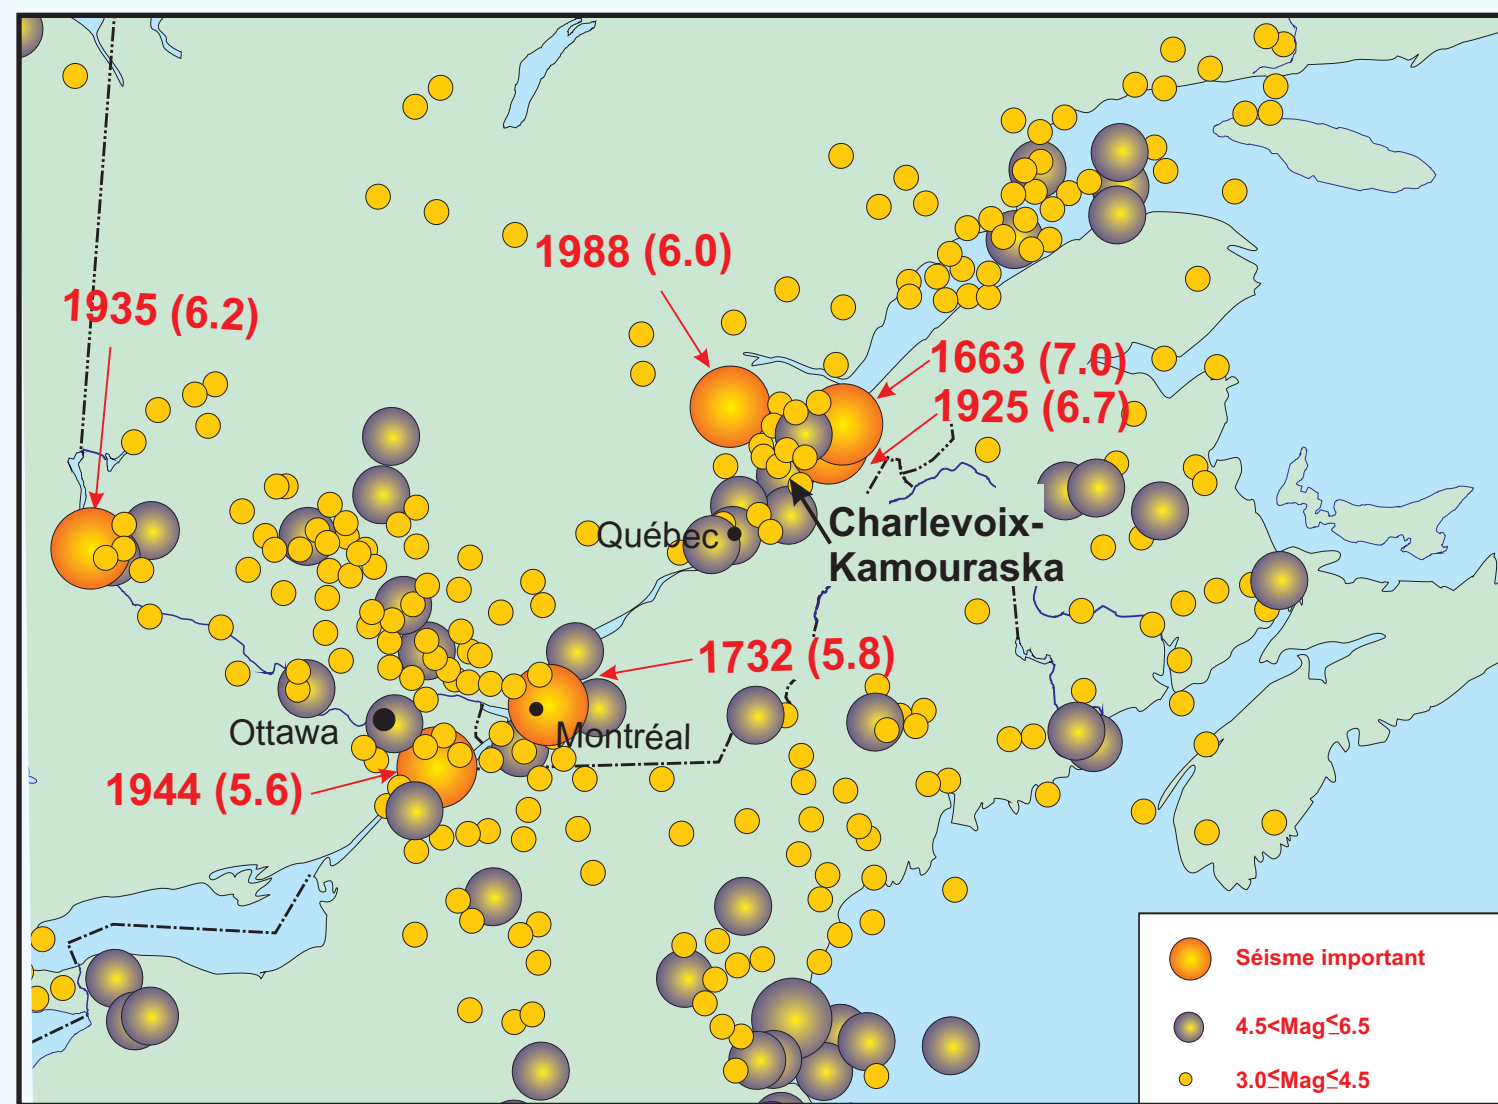 1988 (6.0)
1935 (6.2)
1663 (7.0)
1925 (6.7)
Québec
Charlevoix-
Kamouraska
1732 (5.8)
Ottawa
Montréal
1944 (5.6)
Séisme important
4.5<Mag≤6.5
3.0≤Mag≤4.5